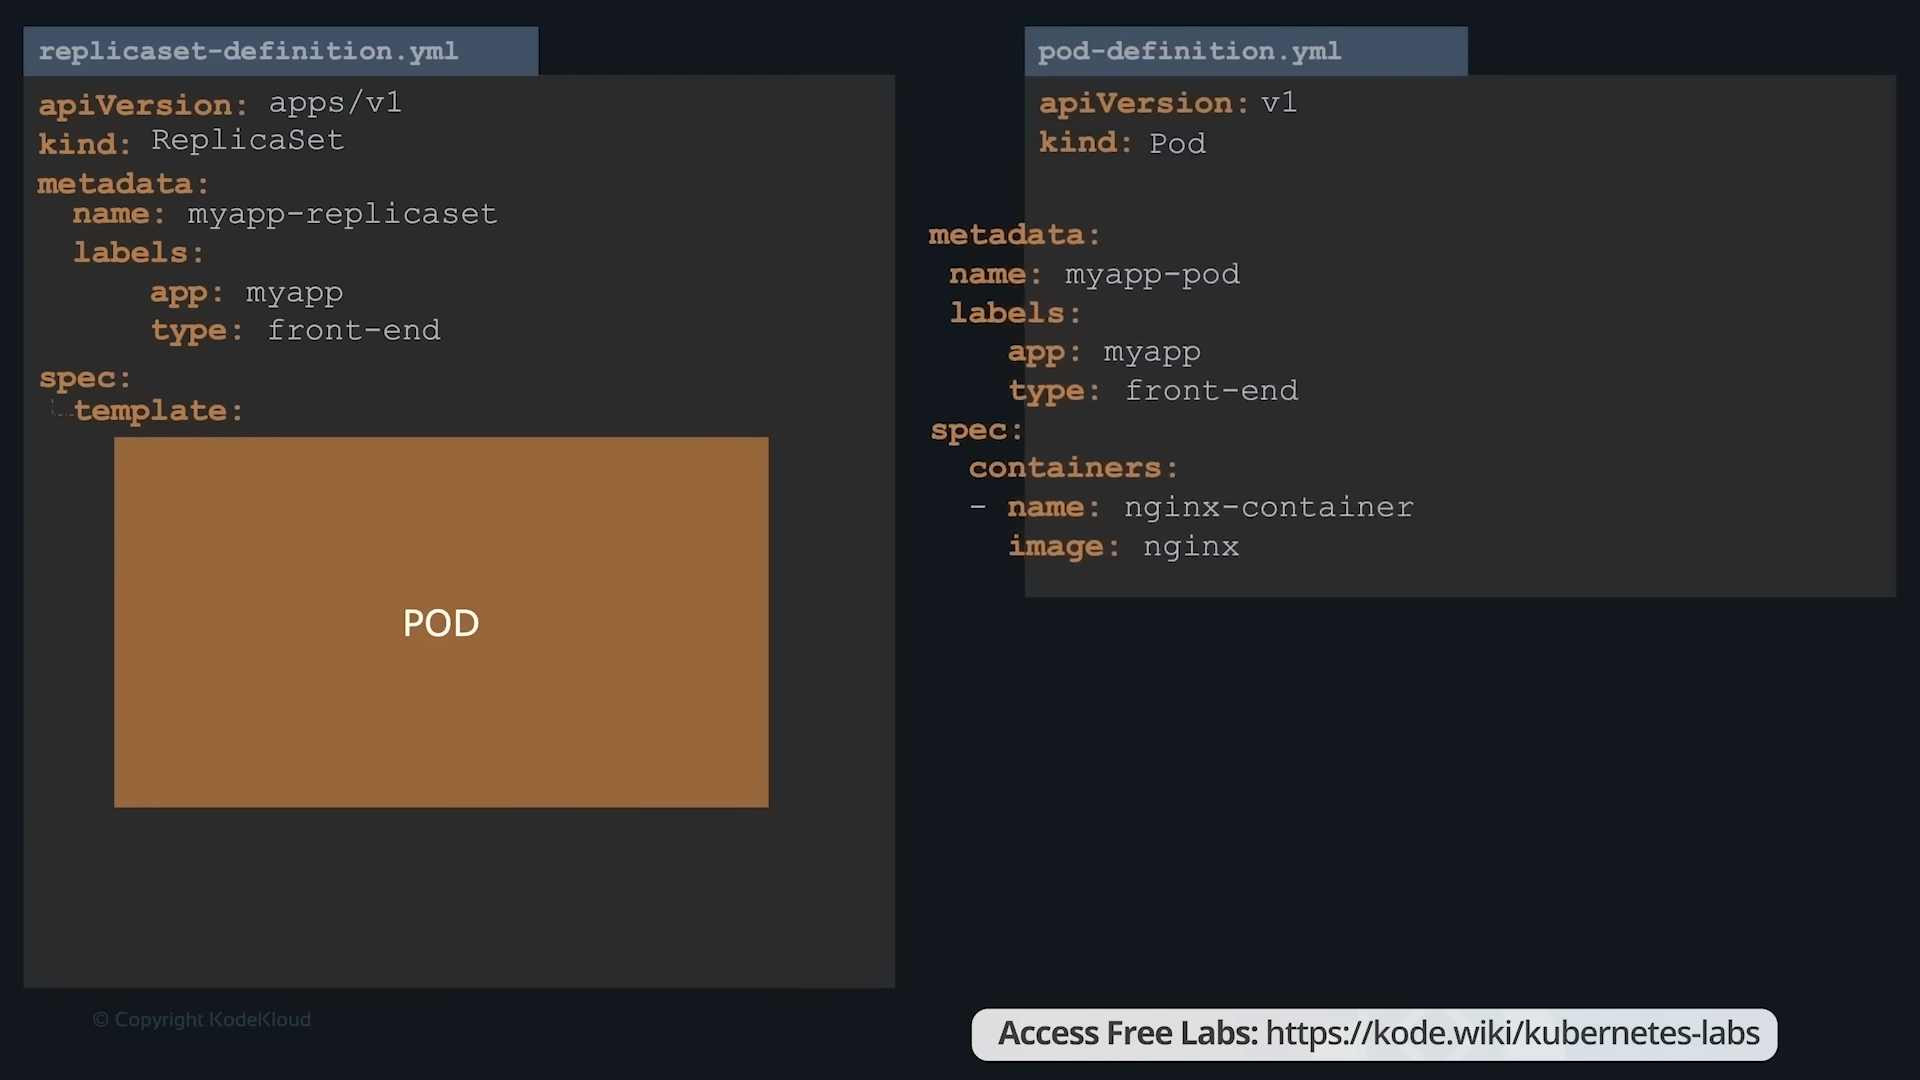 replicaset-definition.yml
apiVersion: apps/v1
kind: ReplicaSet
metadata:
name: myapp-replicaset
labels:
app: myapp
type: front-end
spec:
template:
POD
pod-definition.yml
apiVersion: v1
kind: Pod
metadata:
name: myapp-pod
labels:
app: myapp
type: front-end
spec:
containers:
- name: nginx-container
image: nginx
© Copyright KodeKloud
Access Free Labs: https://kode.wiki/kubernetes-labs